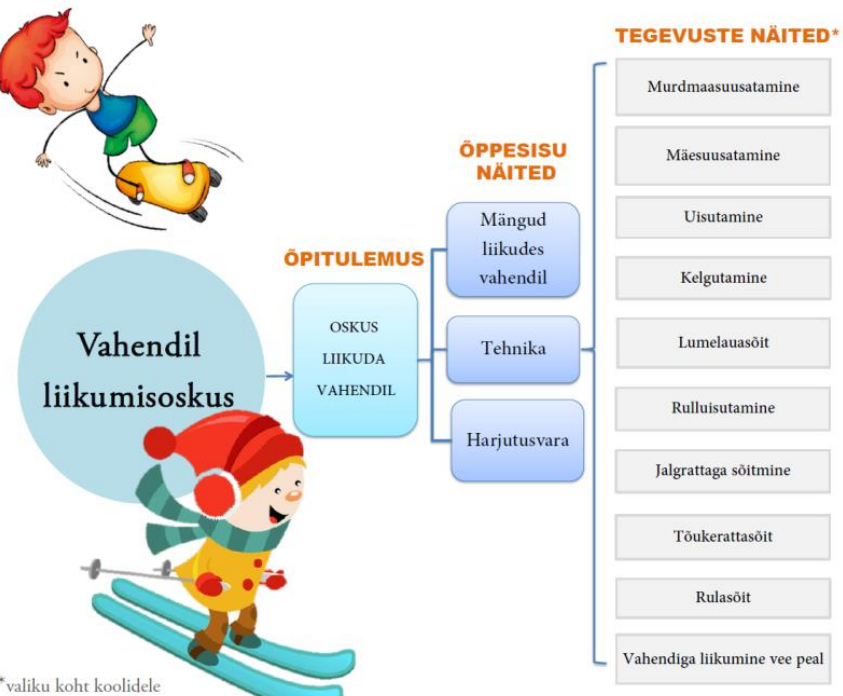 Vahendil
liikumisoskus
ÕPITULEMUS
OSKUS
LIIKUDA
VAHENDIL
ÕPPESISU
NÄITED
Mängud
liikudes
vahendil
Tehnika
Harjutusvara
TEGEVUSTE NÄITED*
Murdmaasuusatamine
Mäesuusatamine
Uisutamine
Kelgutamine
Lumelauasõit
Rulluisutamine
Jalgrattaga sõitmine
Tõukerattasõit
Rulasõit
Vahendiga liikumine vee peal
*valiku koht koolidele